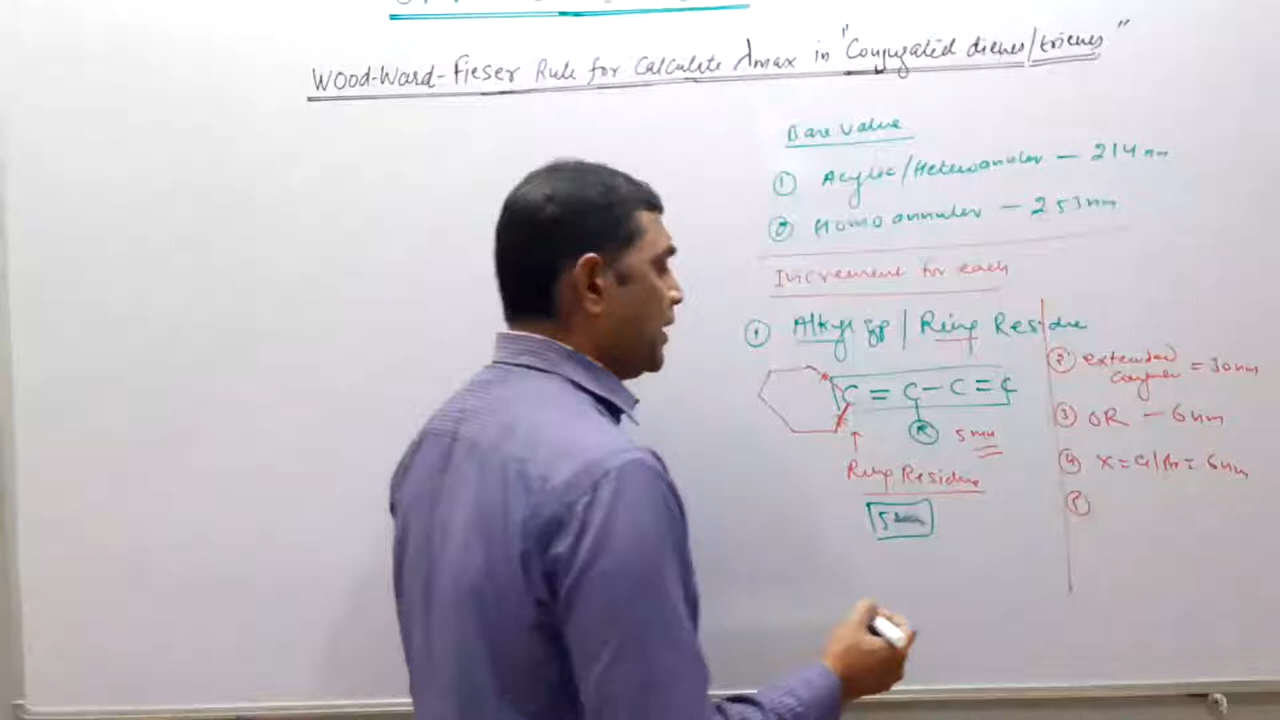 Wood-Ward-Fieser Rule for Calculate λmax in "Conjugated dienes/trienes"
Base value
① Acyclic/Heteroannular — 214 nm
② Homoannular — 253 nm
Increment for each
① Alkyl gp | Ring Residue
C = C - C = C
R 5 nm
Ring Residue
5
② extended
= 30 nm
③ OR — 6 nm
④ X = Cl/Br = 6 nm
⑤